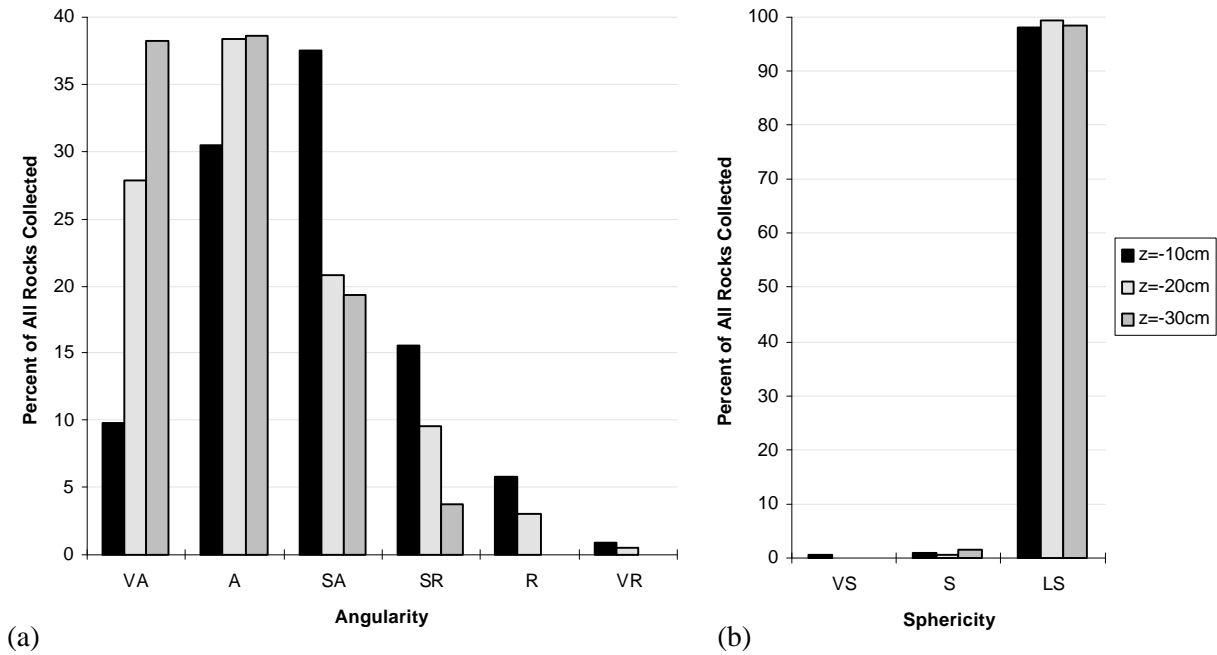 40
35
30
25
20
15
10
5
0
Percent of All Rocks Collected
VA A SA SR R VR
Angularity
(a)
100
90
80
70
60
50
40
30
20
10
0
Percent of All Rocks Collected
VS S LS
Sphericity
(b)
z=-10cm
z=-20cm
z=-30cm